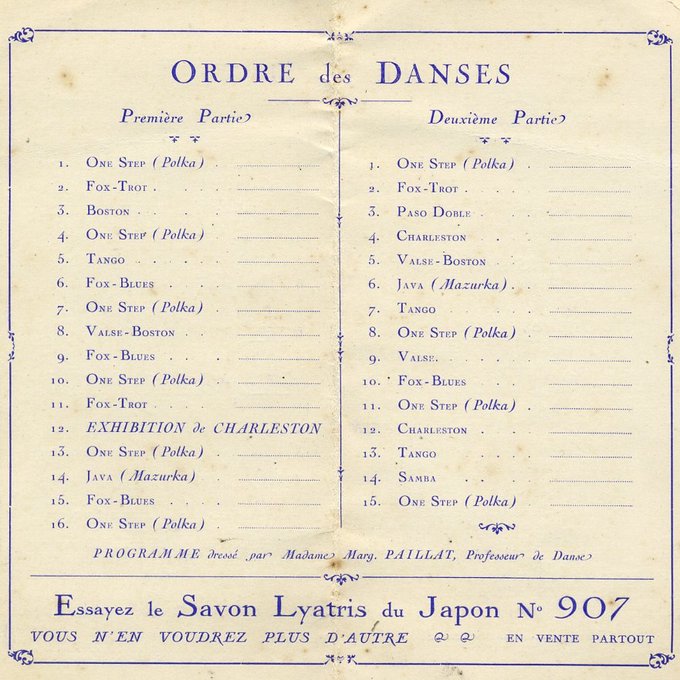 ORDRE des DANSES
Première Partie
1. ONE STEP (Polka) .
2. FOX-TROT . . . .
3. BOSTON . . . . .
4. ONE STEP (Polka) .
5. TANGO . . . . .
6. FOX-BLUES . . . .
7. ONE STEP (Polka) .
8. VALSE-BOSTON . . .
9. FOX-BLUES . . . .
10. ONE STEP (Polka) .
11. FOX-TROT . . . .
12. EXHIBITION de CHARLESTON
13. ONE STEP (Polka) .
14. JAVA (Mazurka) . .
15. FOX-BLUES . . . .
16. ONE STEP (Polka) .
Deuxième Partie
1. ONE STEP (Polka) .
2. FOX-TROT . . . .
3. PASO DOBLE . . .
4. CHARLESTON . . .
5. VALSE-BOSTON . . .
6. JAVA (Mazurka) . .
7. TANGO . . . . .
8. ONE STEP (Polka) .
9. VALSE. . . . .
10. FOX-BLUES . . . .
11. ONE STEP (Polka) .
12. CHARLESTON . . .
13. TANGO . . . .
14. SAMBA . . . .
15. ONE STEP (Polka) .
PROGRAMME dressé par Madame Marg. PAILLAT, Professeur de Danse
Essayez le Savon Lyatris du Japon No 907
VOUS N'EN VOUDREZ PLUS D'AUTRE EN VENTE PARTOUT